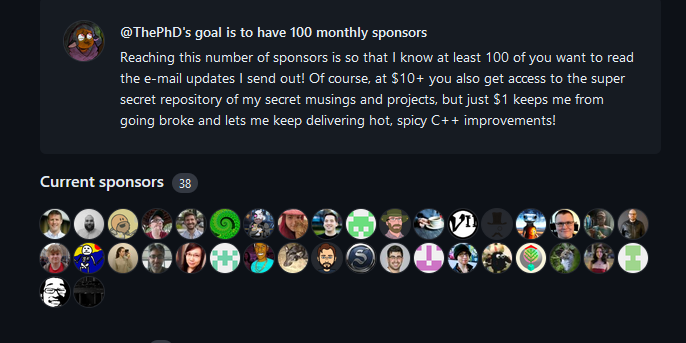 @ThePhD's goal is to have 100 monthly sponsors
Reaching this number of sponsors is so that I know at least 100 of you want to read
the e-mail updates I send out! Of course, at $10+ you also get access to the super
secret repository of my secret musings and projects, but just $1 keeps me from
going broke and lets me keep delivering hot, spicy C++ improvements!
Current sponsors 38